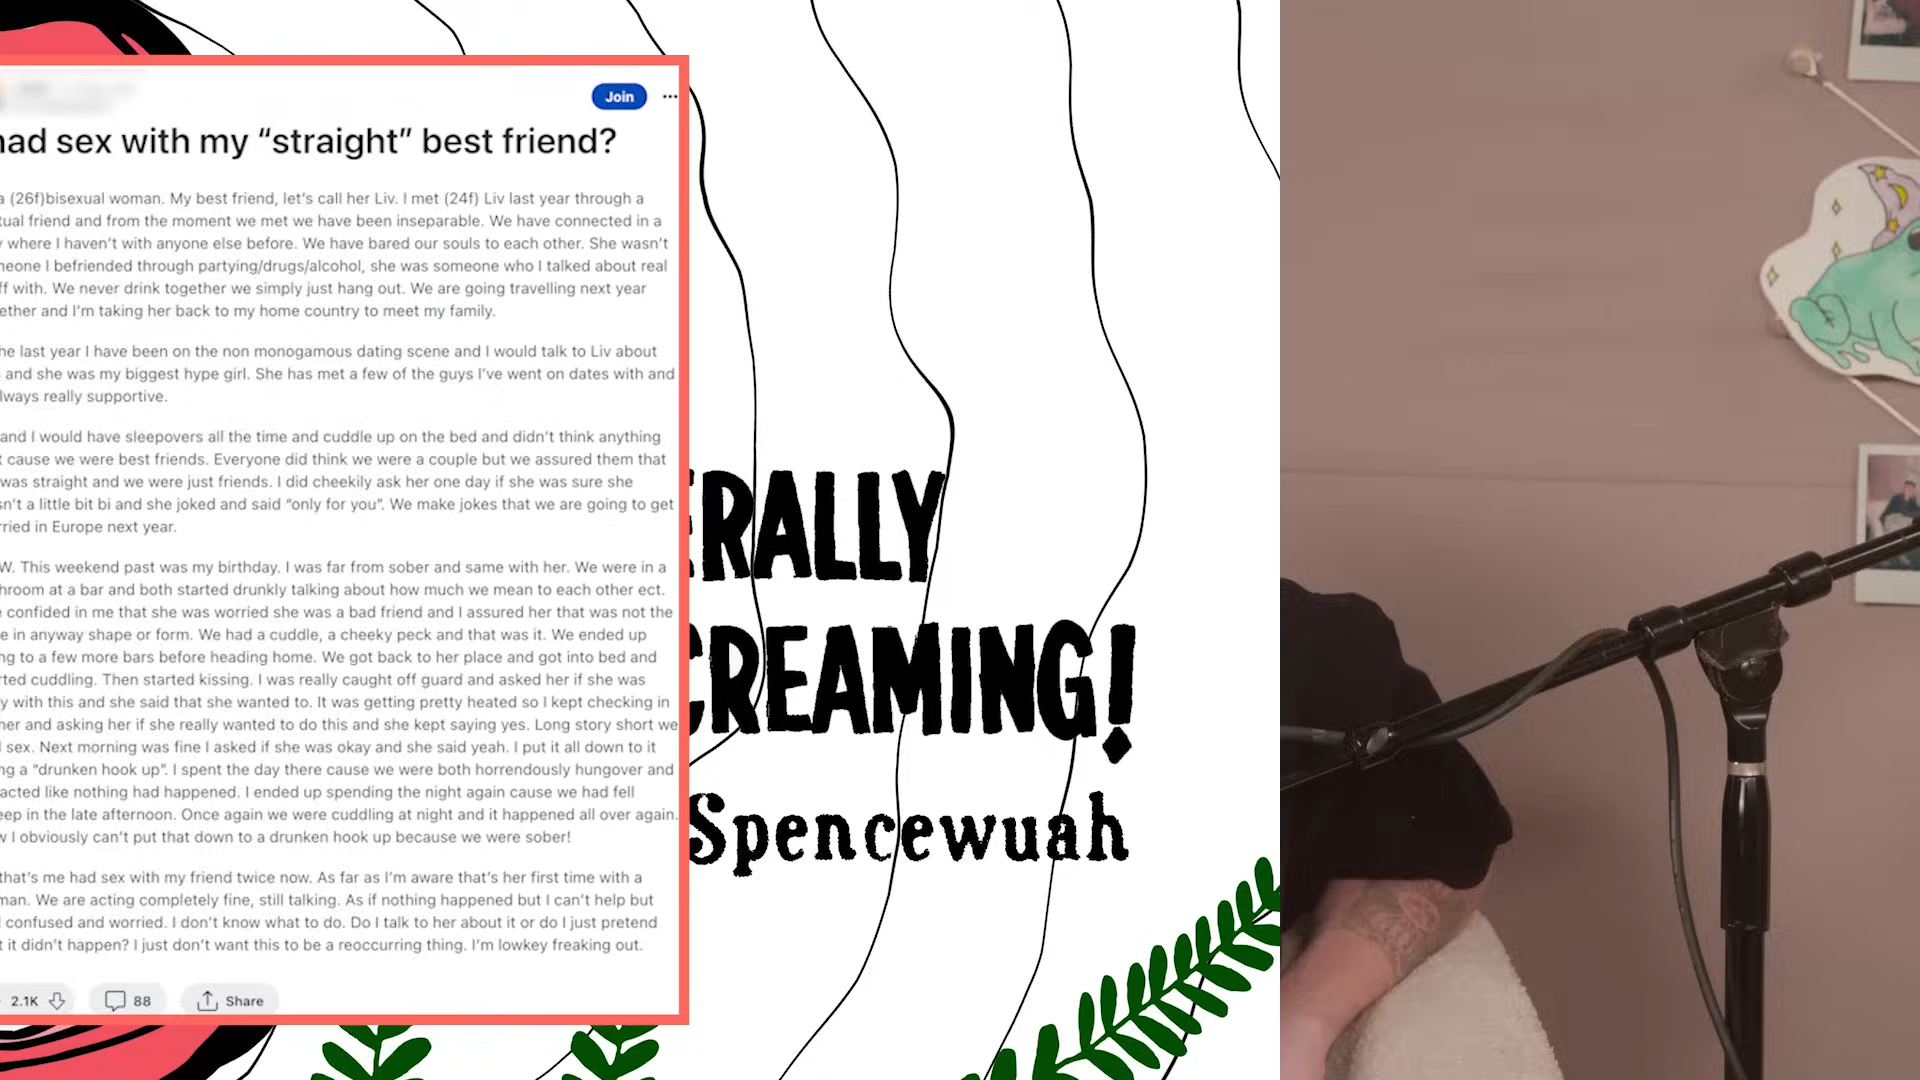 Join
had sex with my “straight” best friend?
a (26f)bisexual woman. My best friend, let's call her Liv. I met (24f) Liv last year through a
tual friend and from the moment we met we have been inseparable. We have connected in a
where I haven't with anyone else before. We have bared our souls to each other. She wasn't
meone I befriended through partying/drugs/alcohol, she was someone who I talked about real
ff with. We never drink together we simply just hang out. We are going travelling next year
ether and I'm taking her back to my home country to meet my family.
he last year I have been on the non monogamous dating scene and I would talk to Liv about
and she was my biggest hype girl. She has met a few of the guys I've went on dates with and
lways really supportive.
and I would have sleepovers all the time and cuddle up on the bed and didn't think anything
t cause we were best friends. Everyone did think we were a couple but we assured them that
was straight and we were just friends. I did cheekily ask her one day if she was sure she
sn't a little bit bi and she joked and said “only for you”. We make jokes that we are going to get
rried in Europe next year.
W. This weekend past was my birthday. I was far from sober and same with her. We were in a
hroom at a bar and both started drunkly talking about how much we mean to each other ect.
e confided in me that she was worried she was a bad friend and I assured her that was not the
e in anyway shape or form. We had a cuddle, a cheeky peck and that was it. We ended up
ng to a few more bars before heading home. We got back to her place and got into bed and
rted cuddling. Then started kissing. I was really caught off guard and asked her if she was
y with this and she said that she wanted to. It was getting pretty heated so I kept checking in
her and asking her if she really wanted to do this and she kept saying yes. Long story short we
sex. Next morning was fine I asked if she was okay and she said yeah. I put it all down to it
ng a “drunken hook up”. I spent the day there cause we were both horrendously hungover and
acted like nothing had happened. I ended up spending the night again cause we had fell
eep in the late afternoon. Once again we were cuddling at night and it happened all over again.
w I obviously can't put that down to a drunken hook up because we were sober!
that's me had sex with my friend twice now. As far as I'm aware that's her first time with a
man. We are acting completely fine, still talking. As if nothing happened but I can't help but
confused and worried. I don't know what to do. Do I talk to her about it or do I just pretend
t it didn't happen? I just don't want this to be a reoccurring thing. I'm lowkey freaking out.
2.1K 88 Share
ERALLY
CREAMING!
Spencewuah